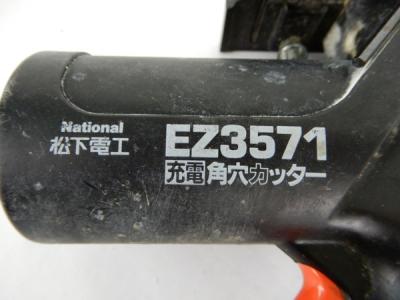 National
松下電工
EZ3571
充電角穴カッター